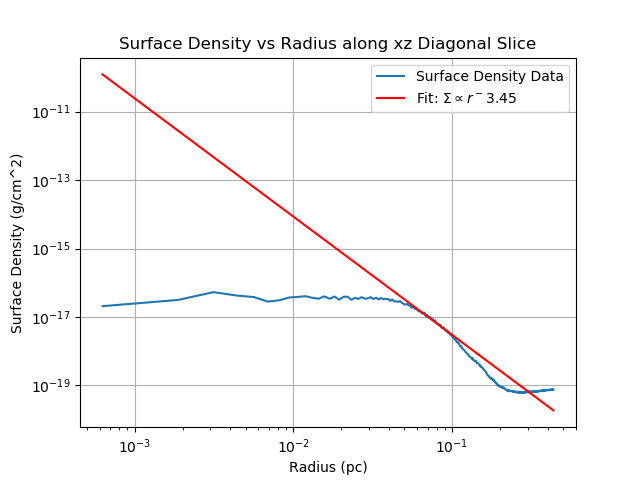 Surface Density vs Radius along xz Diagonal Slice
Surface Density Data
Fit: Σ ∝ r⁻ 3.45
Surface Density (g/cm^2)
10⁻¹¹
10⁻¹³
10⁻¹⁵
10⁻¹⁷
10⁻¹⁹
10⁻³
10⁻²
10⁻¹
Radius (pc)